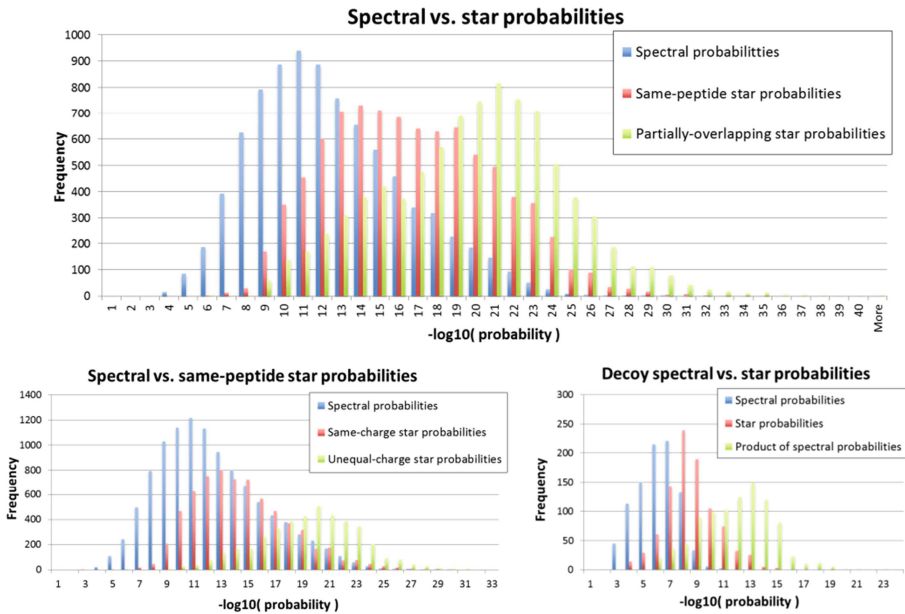 Spectral vs. star probabilities
1000
900
800
700
600
500
400
300
200
100
0
Frequency
Spectral probabilitties
Same-peptide star probabilities
Partially-overlapping star probabilities
1 2 3 4 5 6 7 8 9 10 11 12 13 14 15 16 17 18 19 20 21 22 23 24 25 26 27 28 29 30 31 32 33 34 35 36 37 38 39 40 More
-log10( probability )
Spectral vs. same-peptide star probabilities
1400
1200
1000
800
600
400
200
0
Frequency
Spectral probabilities
Same-charge star probabilities
Unequal-charge star probabilities
1 3 5 7 9 11 13 15 17 19 21 23 25 27 29 31 33
-log10( probability )
Decoy spectral vs. star probabilities
300
250
200
150
100
50
0
Frequency
Spectral probabilities
Star probabilities
Product of spectral probabilities
1 3 5 7 9 11 13 15 17 19 21 23
-log10( probability )